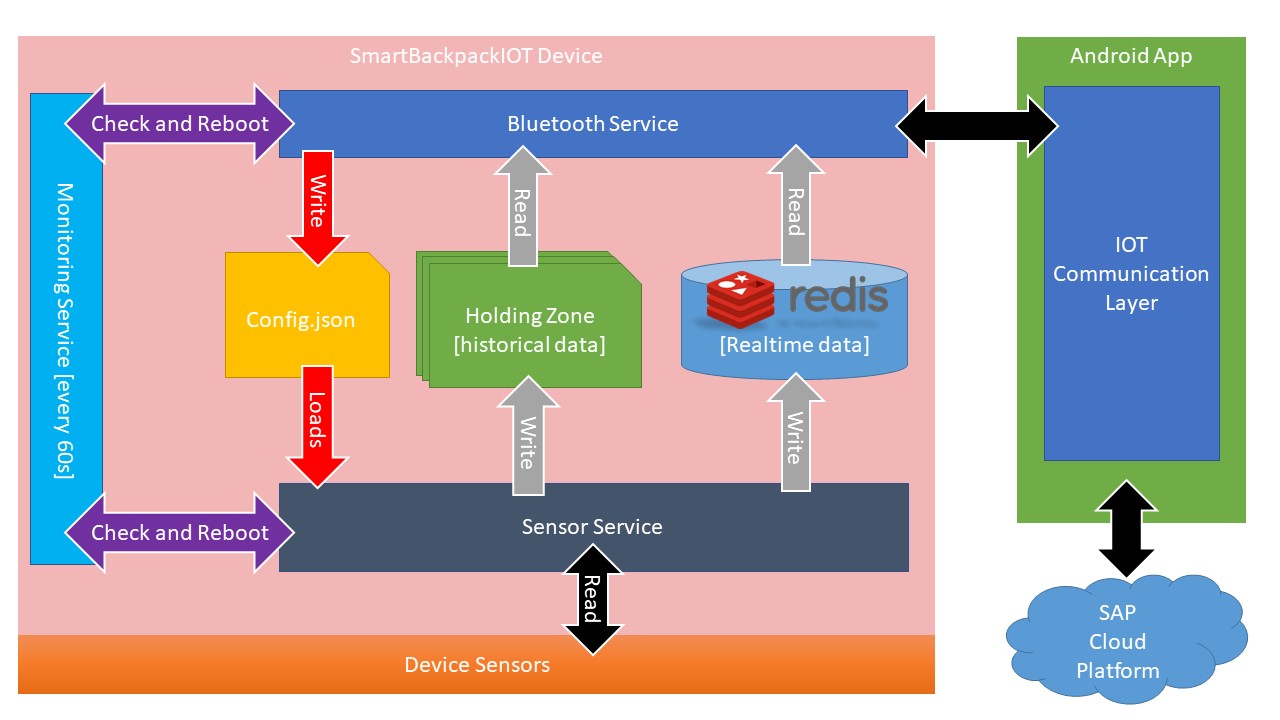 SmartBackpackIOT Device
Android App
Check and Reboot
Bluetooth Service
Monitoring Service [every 60s]
Write
Read
Read
IOT
Communication
Layer
Config.json
Holding Zone
[historical data]
redis
[Realtime data]
Loads
Write
Write
Check and Reboot
Sensor Service
Read
Device Sensors
SAP
Cloud
Platform